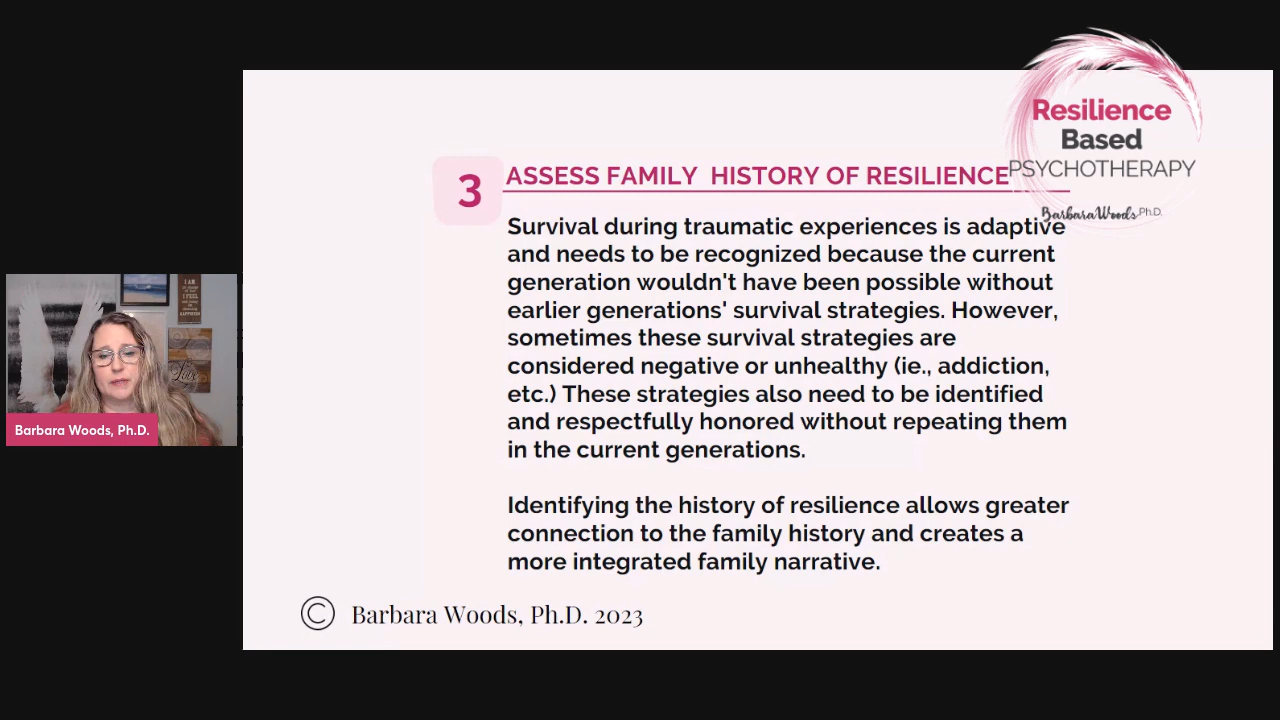 Resilience
Based
PSYCHOTHERAPY
Barbara Woods Ph.D.
3
ASSESS FAMILY HISTORY OF RESILIENCE
Survival during traumatic experiences is adaptive
and needs to be recognized because the current
generation wouldn't have been possible without
earlier generations' survival strategies. However,
sometimes these survival strategies are
considered negative or unhealthy (ie., addiction,
etc.) These strategies also need to be identified
and respectfully honored without repeating them
in the current generations.
Identifying the history of resilience allows greater
connection to the family history and creates a
more integrated family narrative.
© Barbara Woods, Ph.D. 2023
I AM
I FEEL
HAPPINESS
Love
Barbara Woods, Ph.D.